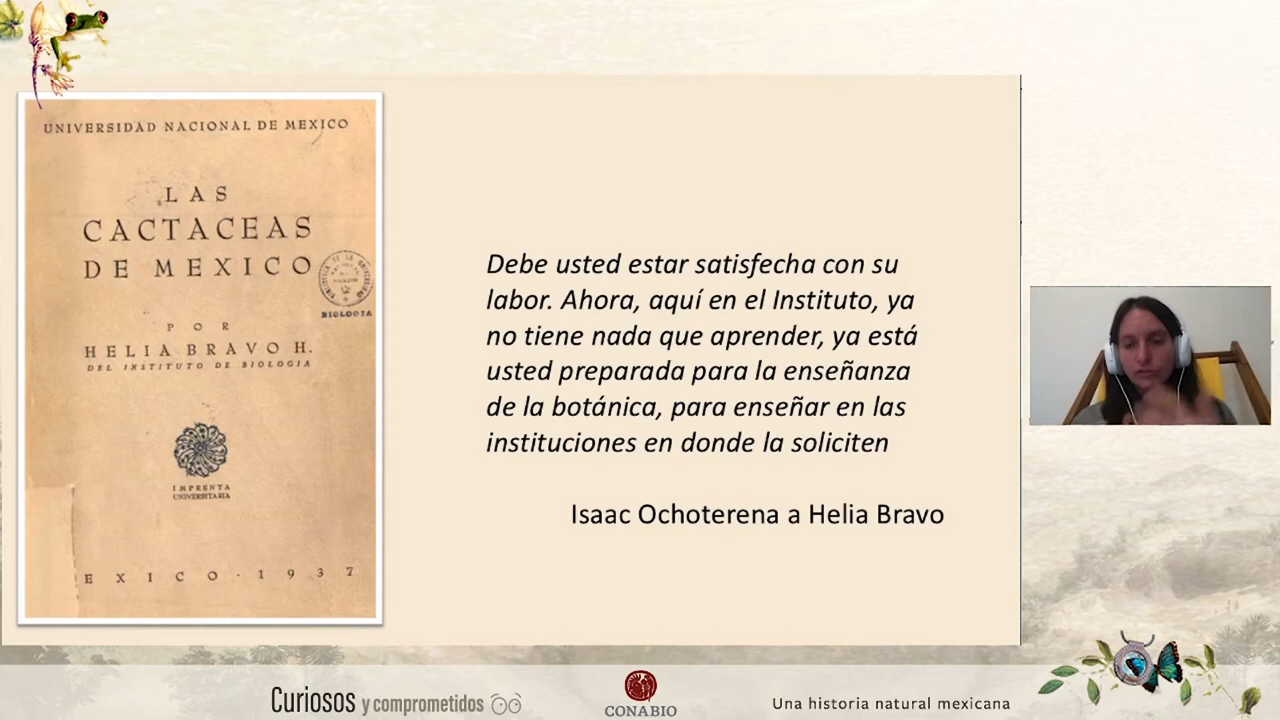 UNIVERSIDAD NACIONAL DE MEXICO
LAS
CACTACEAS
DE MEXICO
BIOLOGIA
POR
HELIA BRAVO H.
DEL INSTITUTO DE BIOLOGIA
IMPRENTA
UNIVERSITARIA
EXICO · 1937
Debe usted estar satisfecha con su
labor. Ahora, aquí en el Instituto, ya
no tiene nada que aprender, ya está
usted preparada para la enseñanza
de la botánica, para enseñar en las
instituciones en donde la soliciten
Isaac Ochoterena a Helia Bravo
Curiosos y comprometidos
CONABIO
Una historia natural mexicana